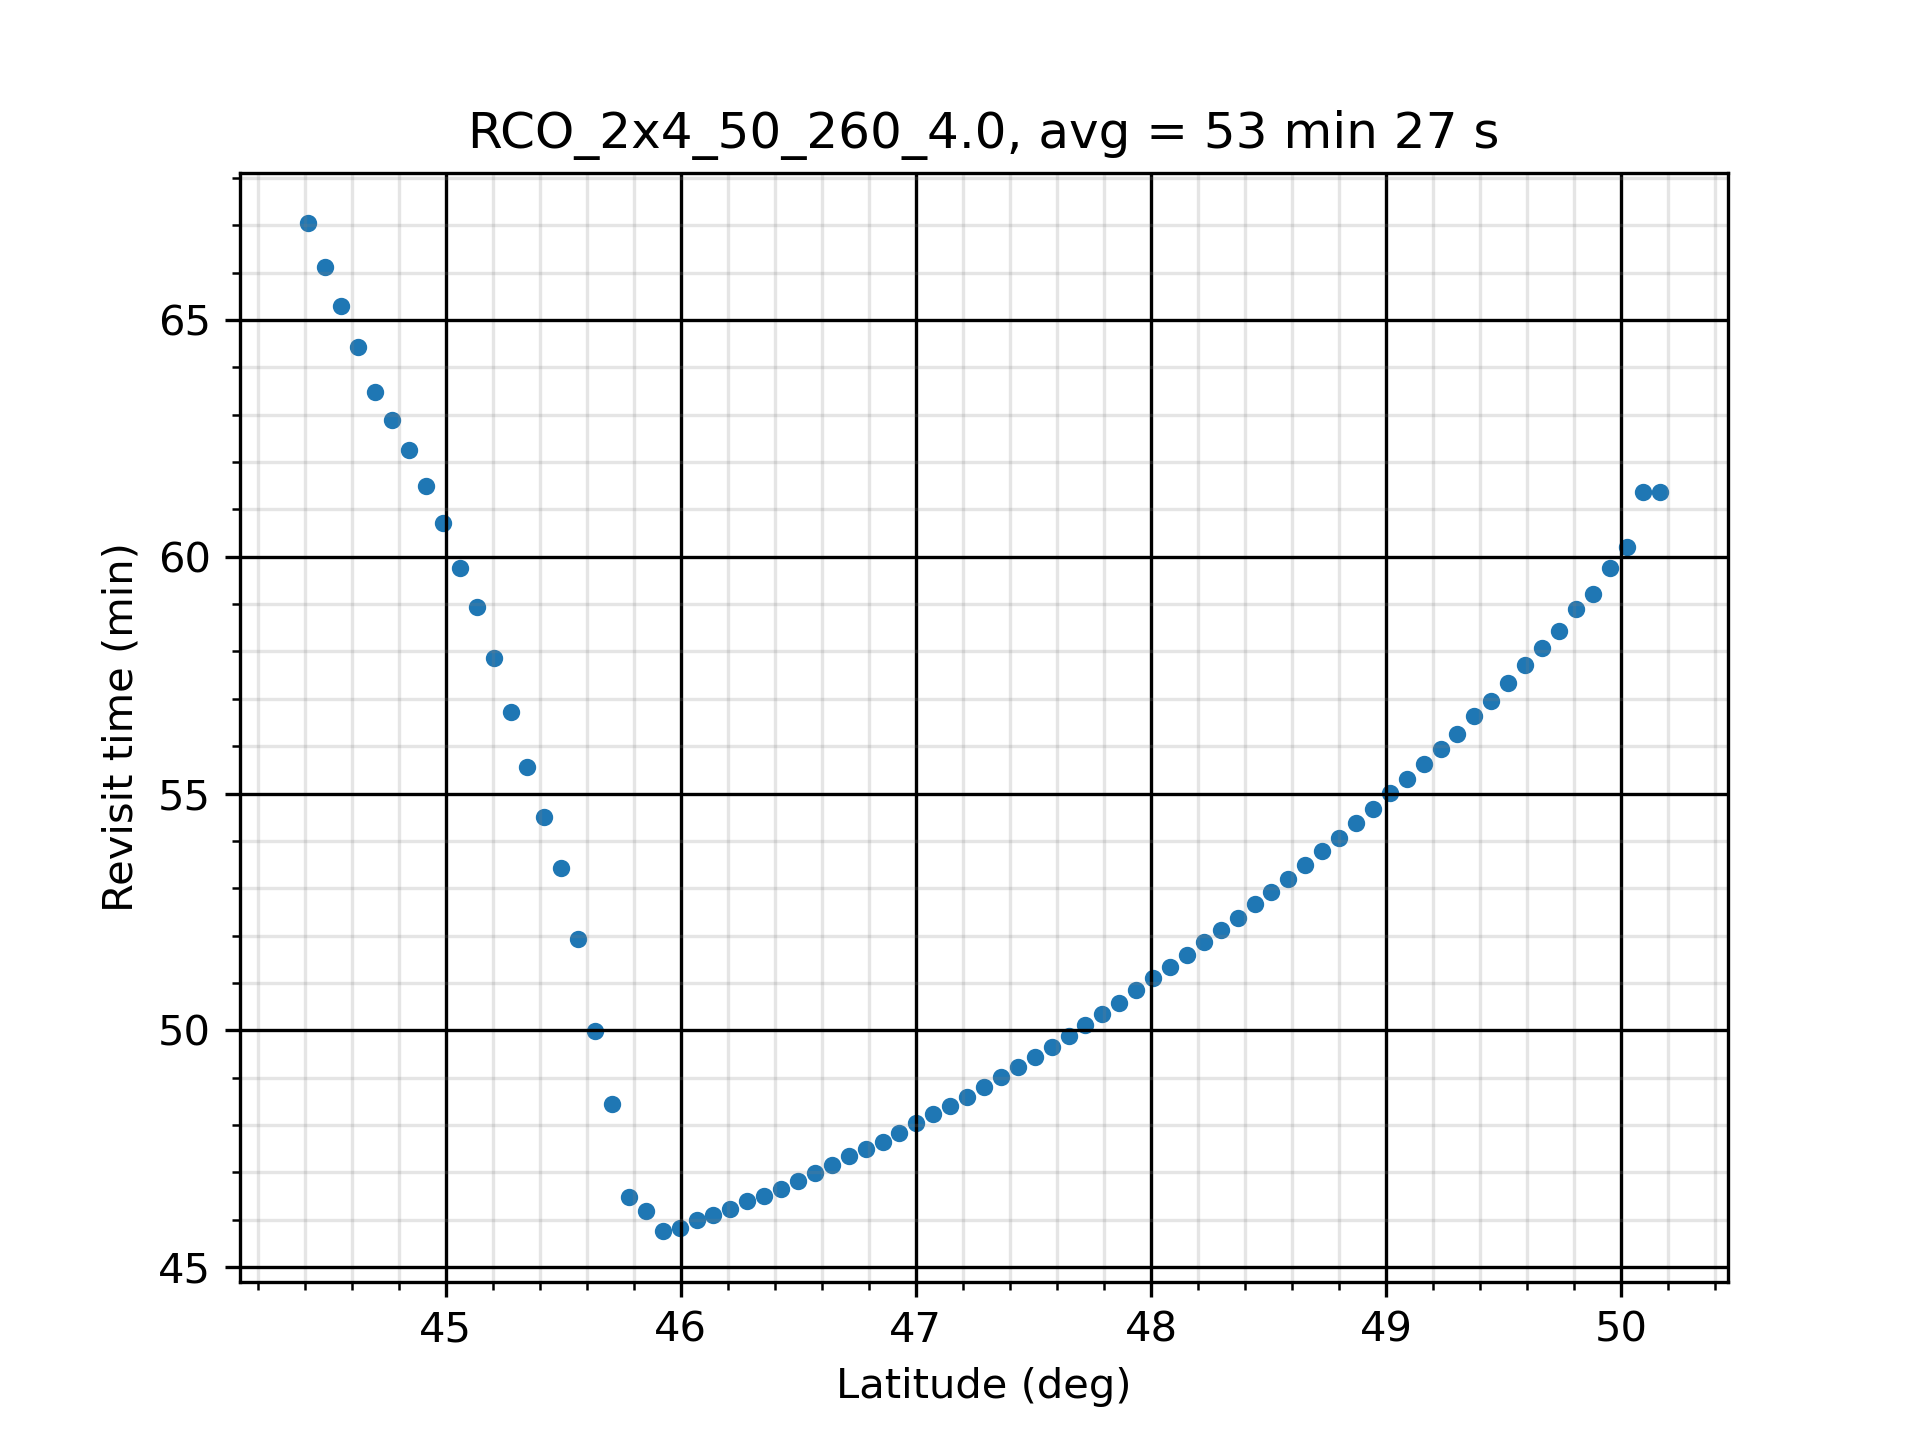 RCO_2x4_50_260_4.0, avg = 53 min 27 s
Revisit time (min)
65
60
55
50
45
45 46 47 48 49 50
Latitude (deg)